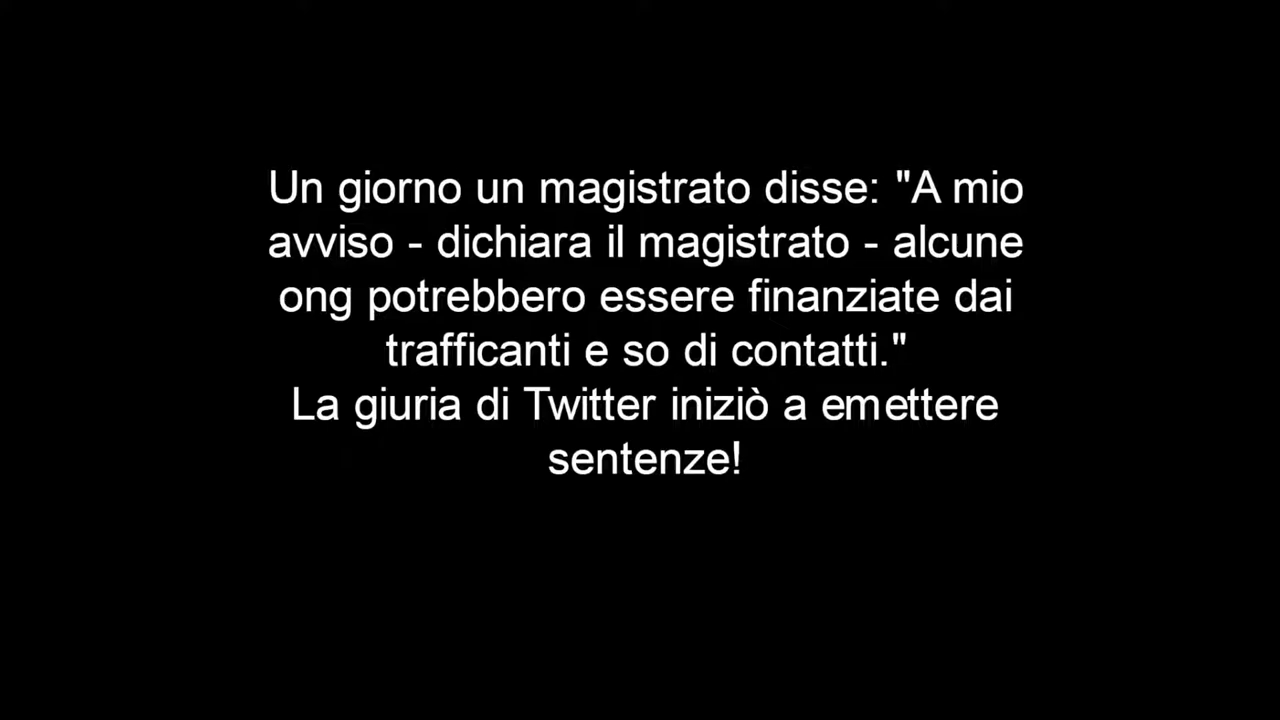 Un giorno un magistrato disse: "A mio
avviso - dichiara il magistrato - alcune
ong potrebbero essere finanziate dai
trafficanti e so di contatti."
La giuria di Twitter iniziò a emettere
sentenze!